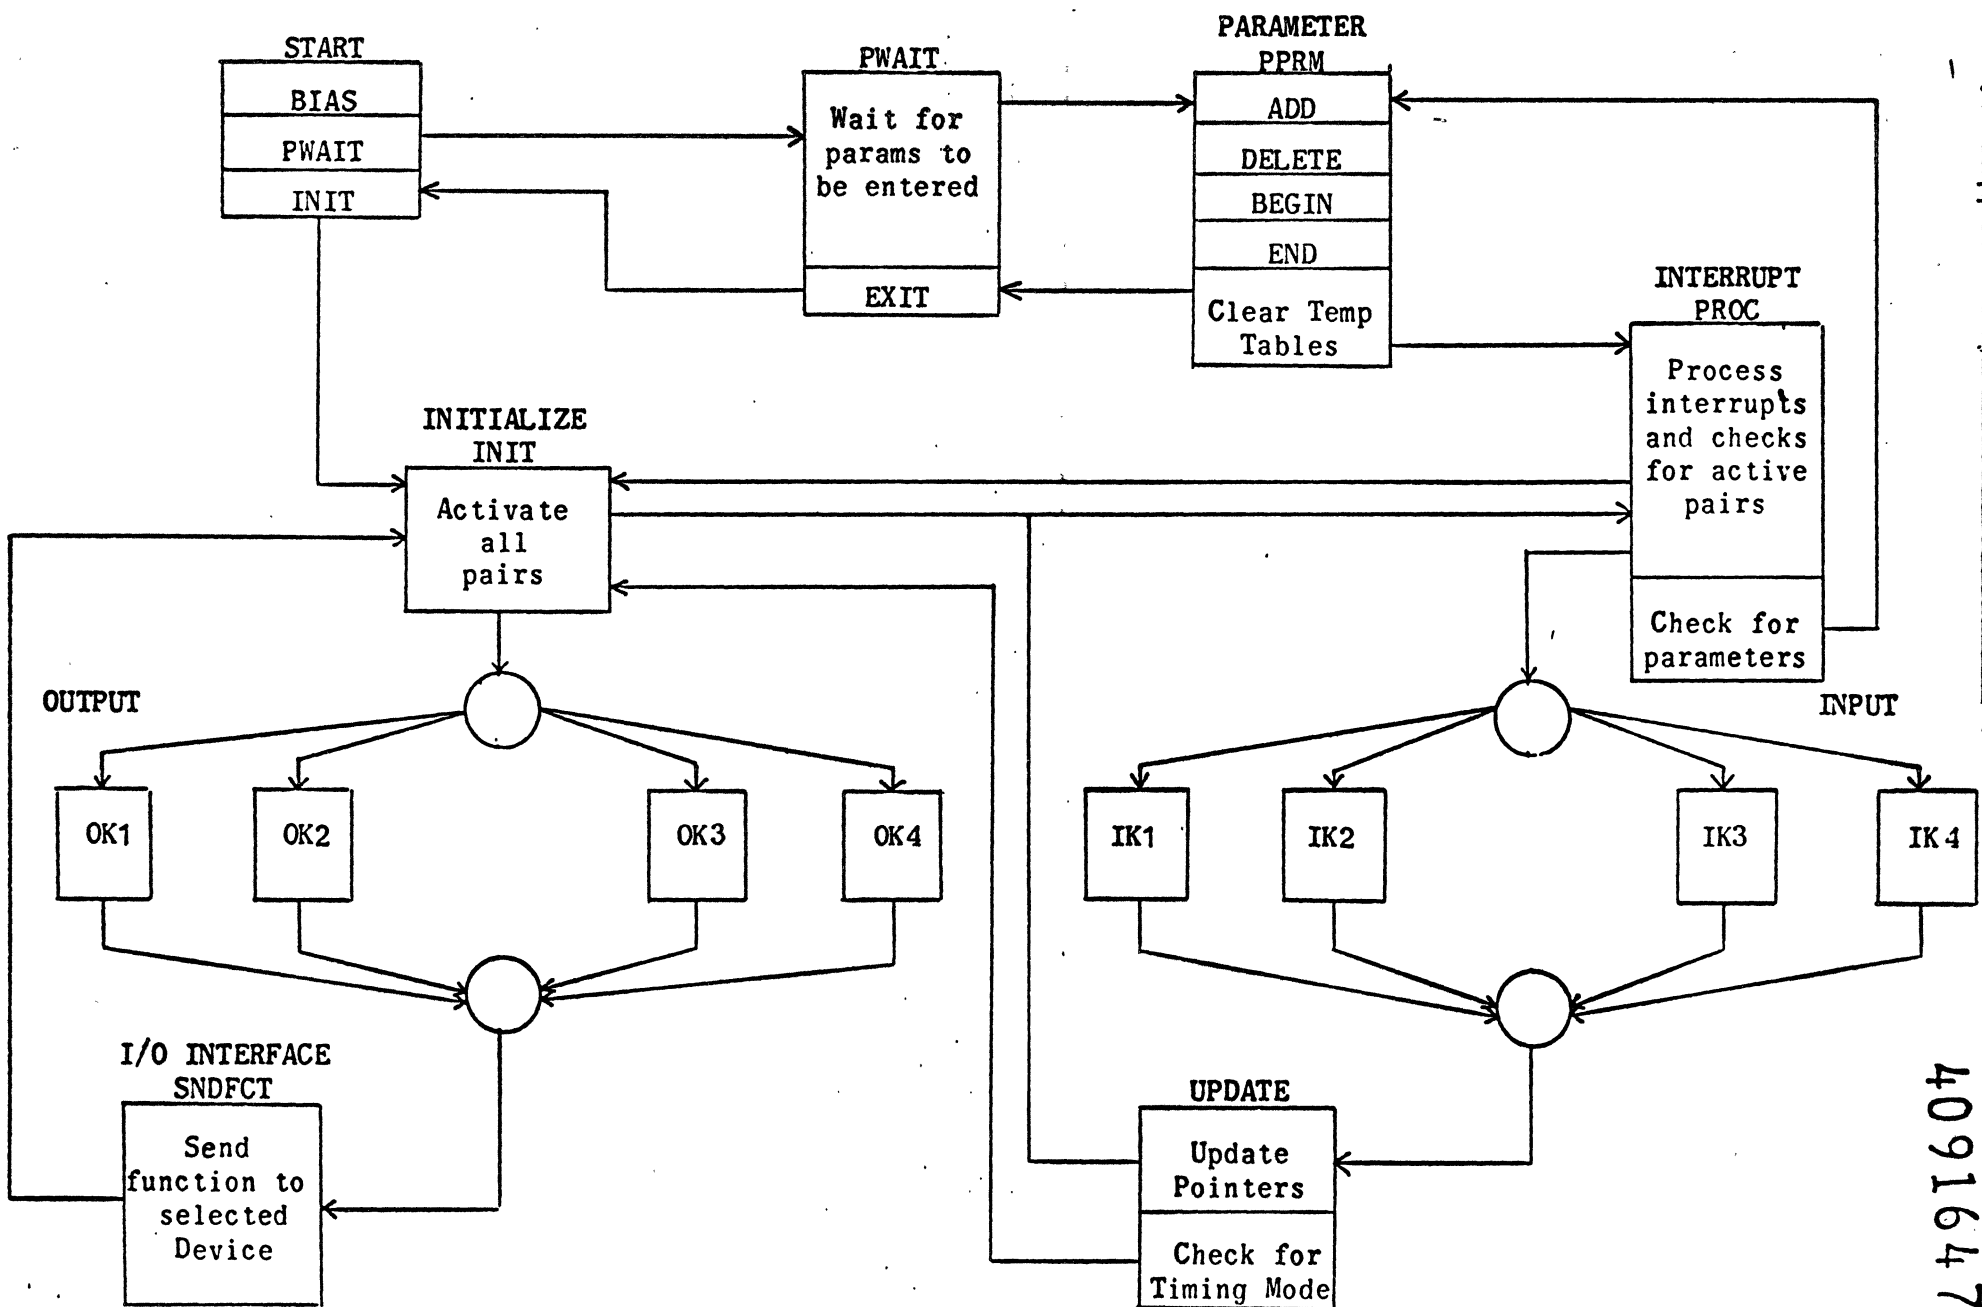 START
BIAS
PWAIT
INIT
PWAIT
Wait for
params to
be entered
EXIT
PARAMETER
PPRM
ADD
DELETE
BEGIN
END
Clear Temp
Tables
INTERRUPT
PROC
Process
interrupts
and checks
for active
pairs
Check for
parameters
INITIALIZE
INIT
Activate
all
pairs
OUTPUT
OK1
OK2
OK3
OK4
INPUT
IK1
IK2
IK3
IK4
I/O INTERFACE
SNDFCT
Send
function to
selected
Device
UPDATE
Update
Pointers
Check for
Timing Mode
4091647